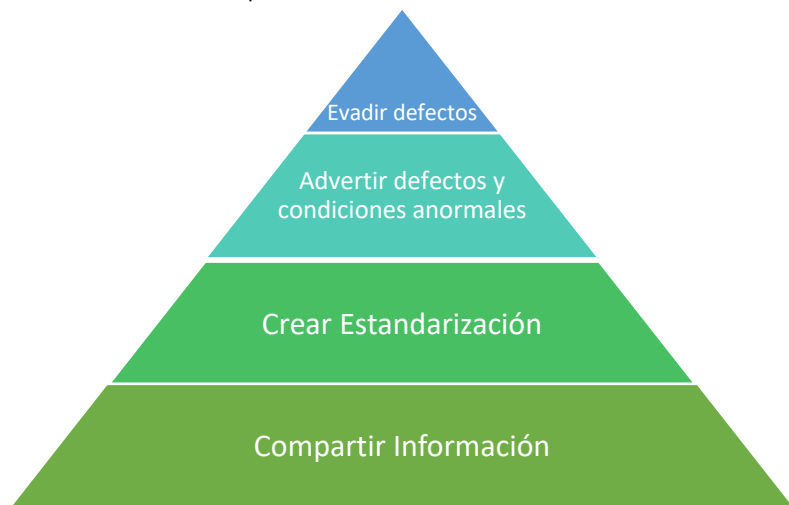 Evadir defectos
Advertir defectos y
condiciones anormales
Crear Estandarización
Compartir Información